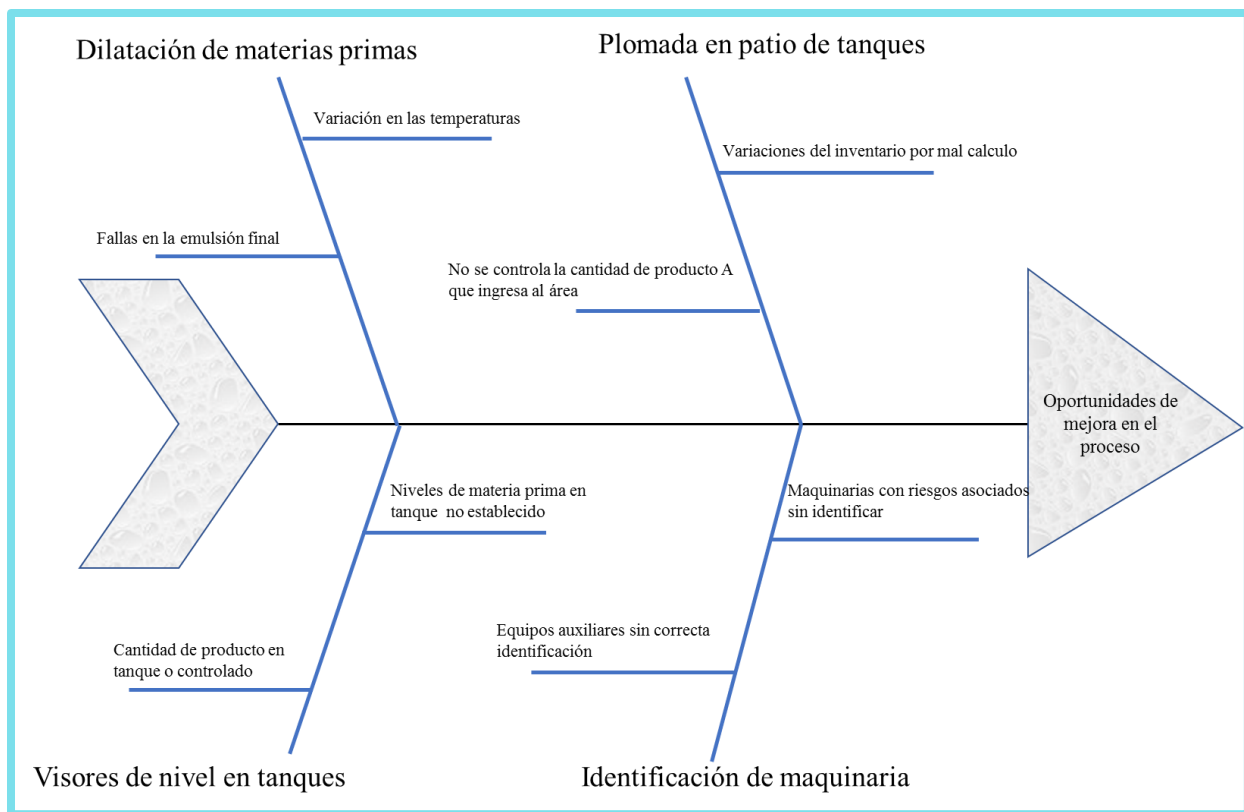 Dilatación de materias primas
Plomada en patio de tanques
Variación en las temperaturas
Variaciones del inventario por mal calculo
Fallas en la emulsión final
No se controla la cantidad de producto A
que ingresa al área
Oportunidades de
mejora en el
proceso
Niveles de materia prima en
tanque no establecido
Maquinarias con riesgos asociados
sin identificar
Cantidad de producto en
tanque o controlado
Equipos auxiliares sin correcta
identificación
Visores de nivel en tanques
Identificación de maquinaria